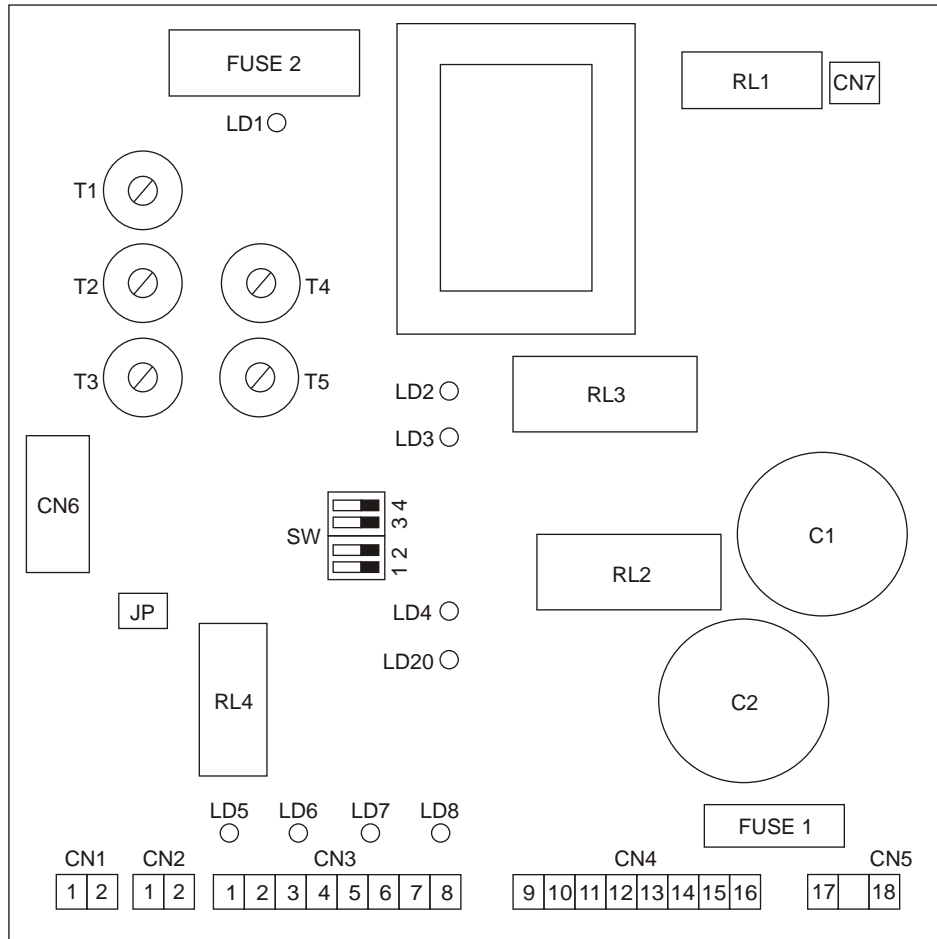 FUSE 2
RL1
CN7
LD1
T1
T2
T4
T3
T5
LD2
RL3
LD3
CN6
SW
3 4
1 2
C1
RL2
JP
LD4
LD20
RL4
C2
LD5 LD6 LD7 LD8
FUSE 1
CN1 CN2 CN3 CN4 CN5
1 2 1 2 1 2 3 4 5 6 7 8 9 10 11 12 13 14 15 16 17 18